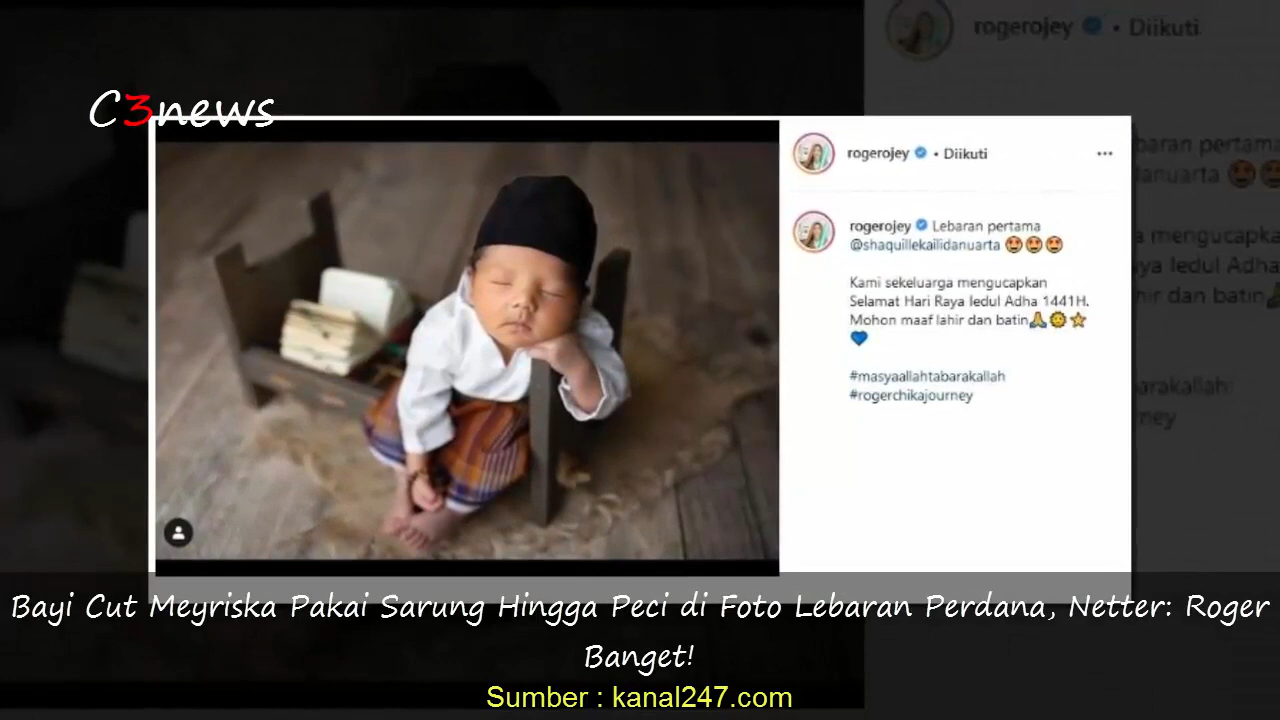 rogerojey • Diikuti
C3news
rogerojey • Diikuti
rogerojey Lebaran pertama
@shaquillekailidanuarta 😍😍😍
Kami sekeluarga mengucapkan
Selamat Hari Raya Iedul Adha 1441H.
Mohon maaf lahir dan batin🙏🌞⭐
💙
#masyaallahtabarakallah
#rogerchikajourney
Bayi Cut Meyriska Pakai Sarung Hingga Peci di Foto Lebaran Perdana, Netter: Roger
Banget!
Sumber : kanal247.com